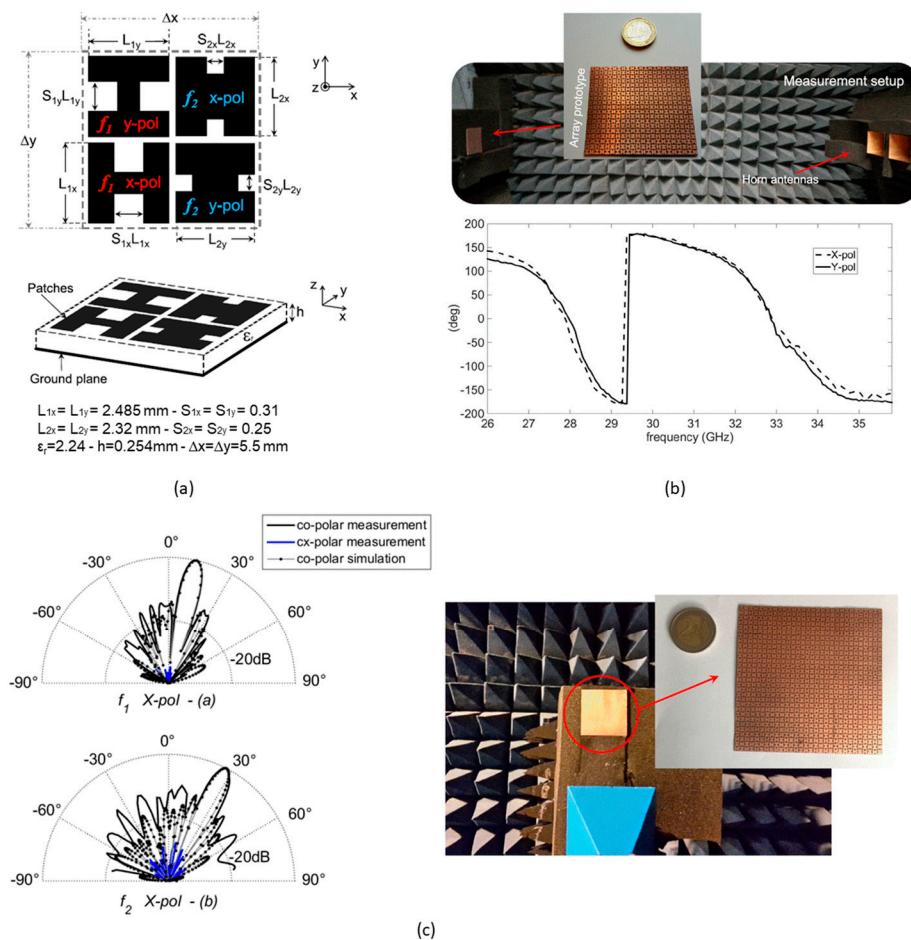 Δx
L1y
S2xL2x
y
z
x
S1yL1y
f1 y-pol
f2 x-pol
L2x
Δy
L1x
f1 x-pol
f2 y-pol
S2yL2y
S1xL1x
L2y
Patches
h
z
y
x
εr
Ground plane
L1x= L1y= 2.485 mm - S1x= S1y= 0.31
L2x= L2y= 2.32 mm - S2x= S2y= 0.25
εr=2.24 - h=0.254mm - Δx=Δy=5.5 mm
(a)
Array prototype
Measurement setup
Horn antennas
200
150
100
50
0
-50
-100
-150
-200
(deg)
X-pol
Y-pol
26
27
28
29
30
31
32
33
34
35
frequency (GHz)
(b)
co-polar measurement
cx-polar measurement
co-polar simulation
0°
-30°
30°
-60°
60°
-20dB
-90°
90°
f1 X-pol - (a)
0°
-30°
30°
-60°
60°
-20dB
-90°
90°
f2 X-pol - (b)
(c)